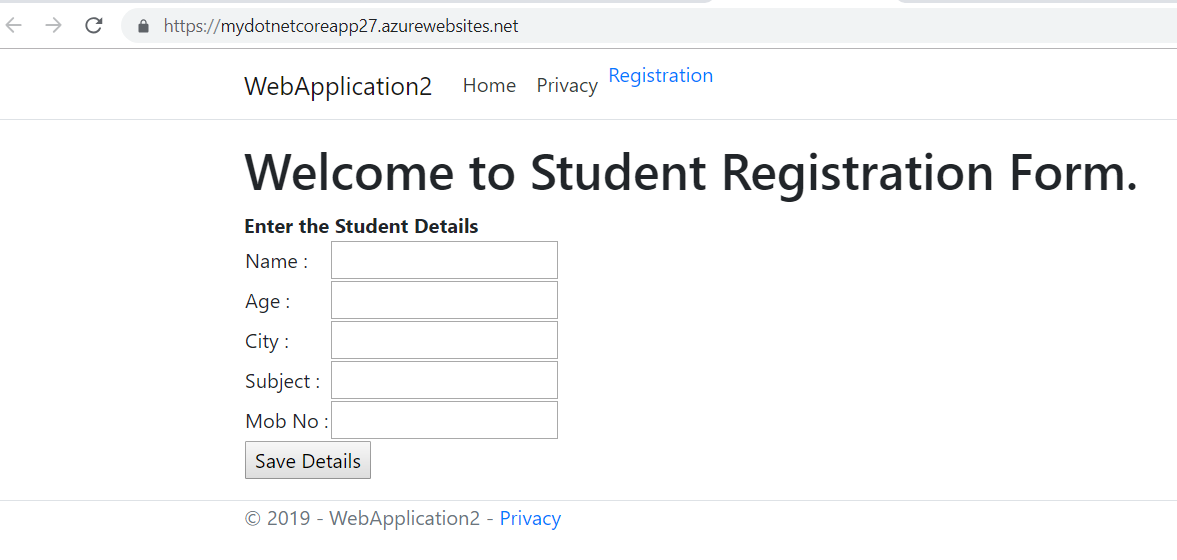 https://mydotnetcoreapp27.azurewebsites.net
WebApplication2 Home Privacy Registration
Welcome to Student Registration Form.
Enter the Student Details
Name :
Age :
City :
Subject :
Mob No :
Save Details
© 2019 - WebApplication2 - Privacy